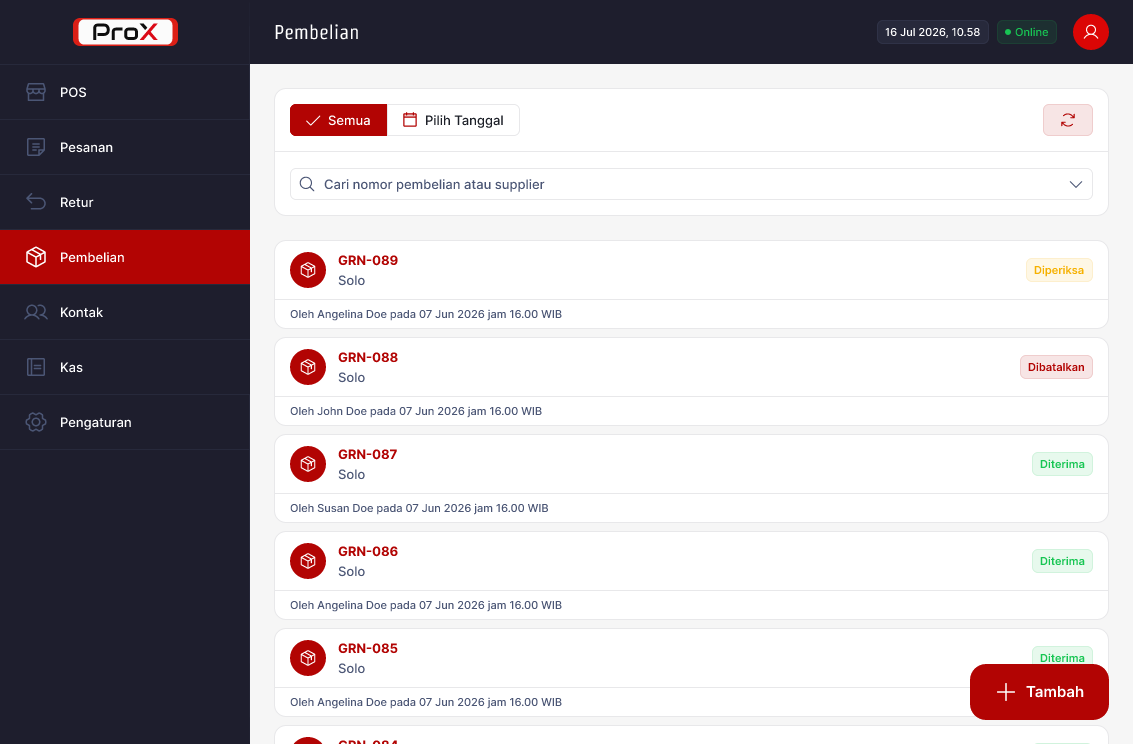 ProX
Pembelian
16 Jul 2026, 10.58
Online
POS
Pesanan
Retur
Pembelian
Kontak
Kas
Pengaturan
Semua
Pilih Tanggal
Cari nomor pembelian atau supplier
GRN-089
Solo
Diperiksa
Oleh Angelina Doe pada 07 Jun 2026 jam 16.00 WIB
GRN-088
Solo
Dibatalkan
Oleh John Doe pada 07 Jun 2026 jam 16.00 WIB
GRN-087
Solo
Diterima
Oleh Susan Doe pada 07 Jun 2026 jam 16.00 WIB
GRN-086
Solo
Diterima
Oleh Angelina Doe pada 07 Jun 2026 jam 16.00 WIB
GRN-085
Solo
Diterima
Oleh Angelina Doe pada 07 Jun 2026 jam 16.00 WIB
Tambah
GRN-084